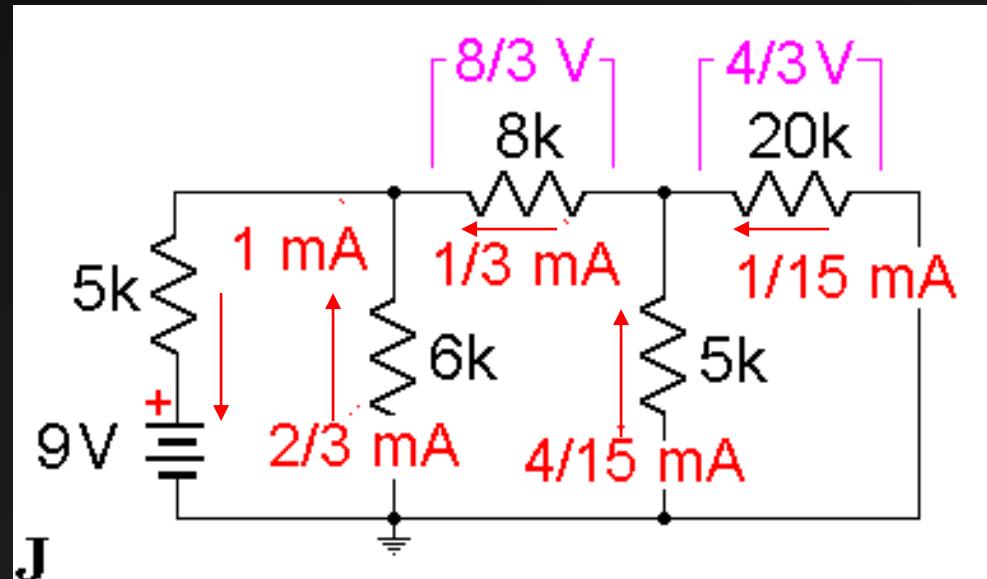 8/3 V 4/3 V
8k 20k
1 mA 1/3 mA 1/15 mA
5k 6k 5k
+
9V 2/3 mA 4/15 mA
J